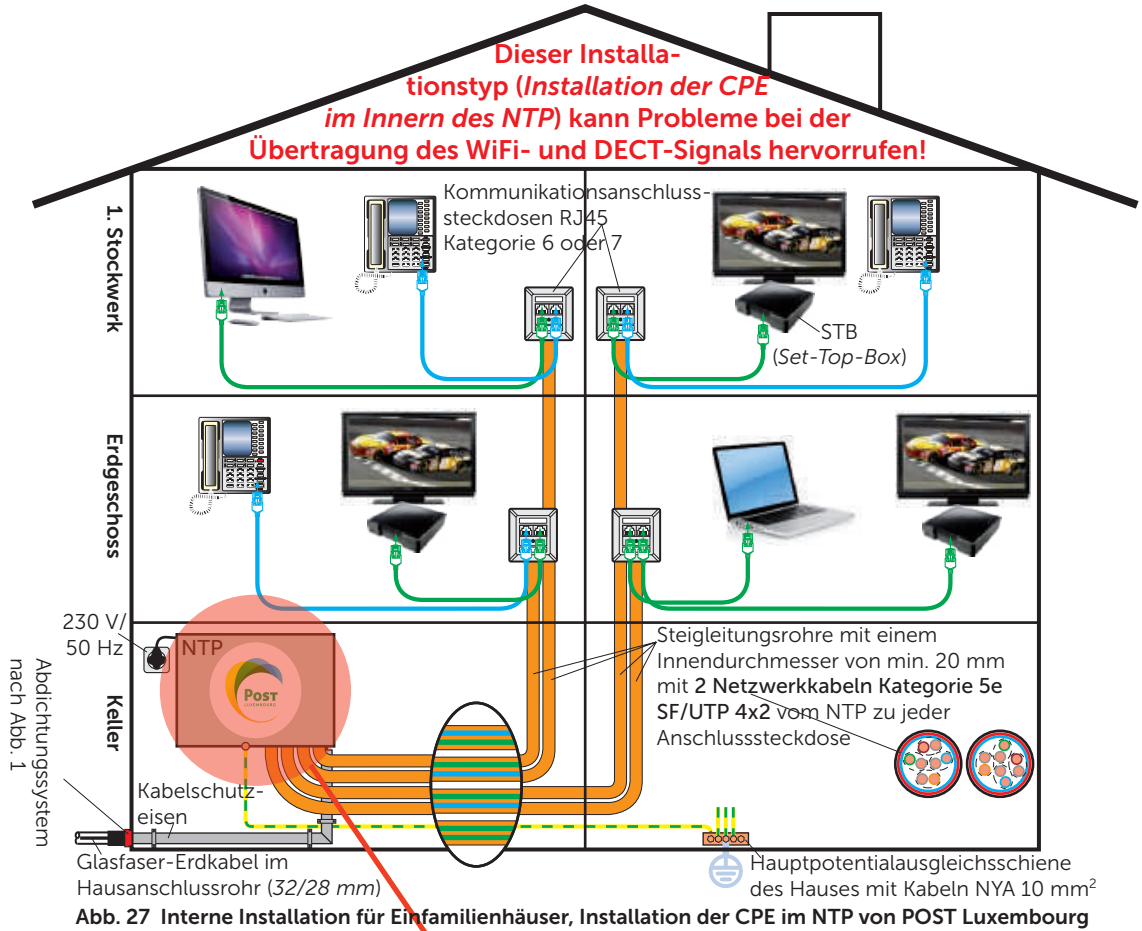 Dieser Installa-
tionstyp (Installation der CPE
im Innern des NTP) kann Probleme bei der
Übertragung des WiFi- und DECT-Signals hervorrufen!
1. Stockwerk
Kommunikationsanschluss-
steckdosen RJ45
Kategorie 6 oder 7
STB
(Set-Top-Box)
Erdgeschoss
230 V/
50 Hz
NTP
POST
LUXEMBOURG
Keller
Abdichtungssystem
nach Abb. 1
Steigleitungsrohre mit einem
Innendurchmesser von min. 20 mm
mit 2 Netzwerkkabeln Kategorie 5e
SF/UTP 4x2 vom NTP zu jeder
Anschlusssteckdose
Kabelschutz-
eisen
Glasfaser-Erdkabel im
Hausanschlussrohr (32/28 mm)
Hauptpotentialausgleichsschiene
des Hauses mit Kabeln NYA 10 mm²
Abb. 27 Interne Installation für Einfamilienhäuser, Installation der CPE im NTP von POST Luxembourg